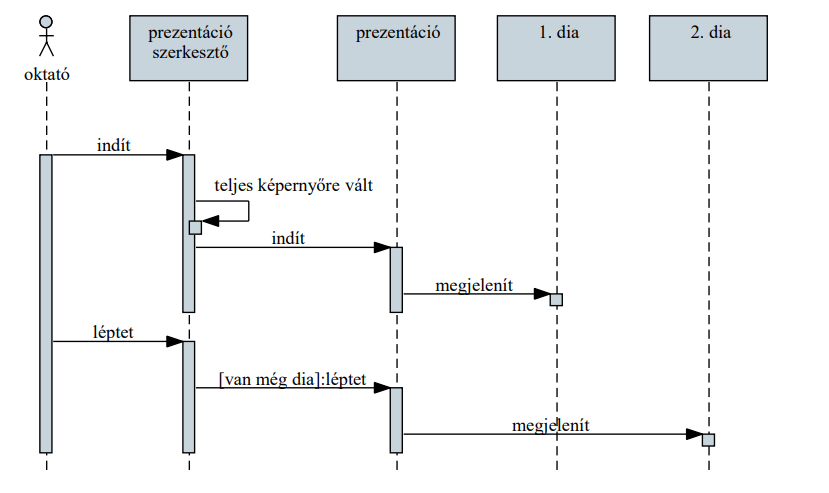 oktató
prezentáció
szerkesztő
prezentáció
1. dia
2. dia
indít
teljes képernyőre vált
indít
megjelenít
léptet
[van még dia]:léptet
megjelenít